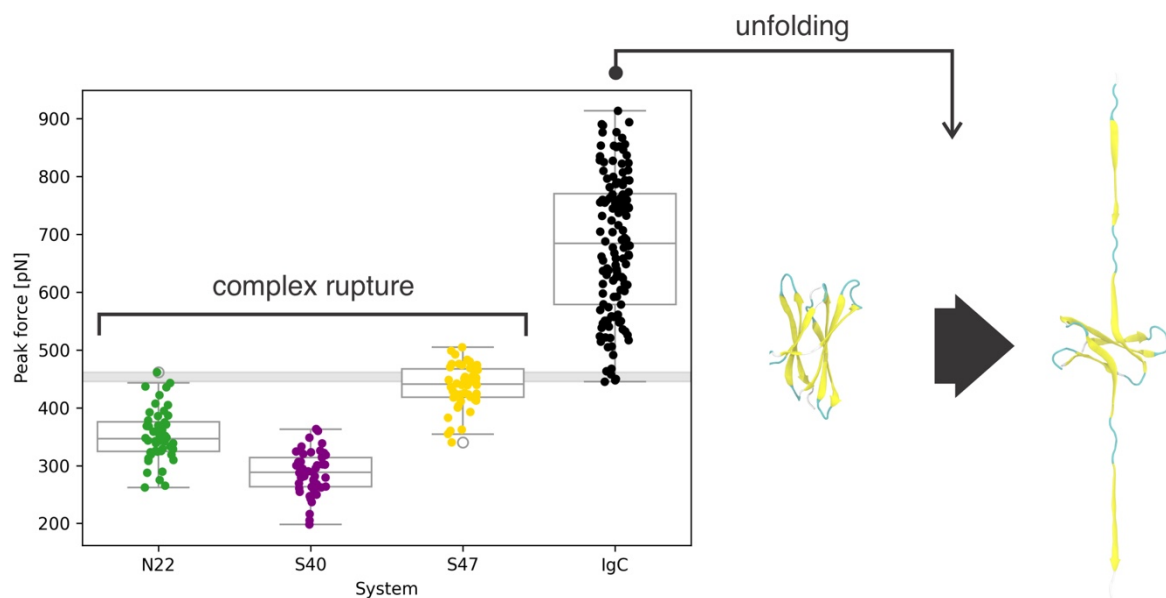 unfolding
complex rupture
Peak force [pN]
900
800
700
600
500
400
300
200
N22 S40 S47 IgC
System